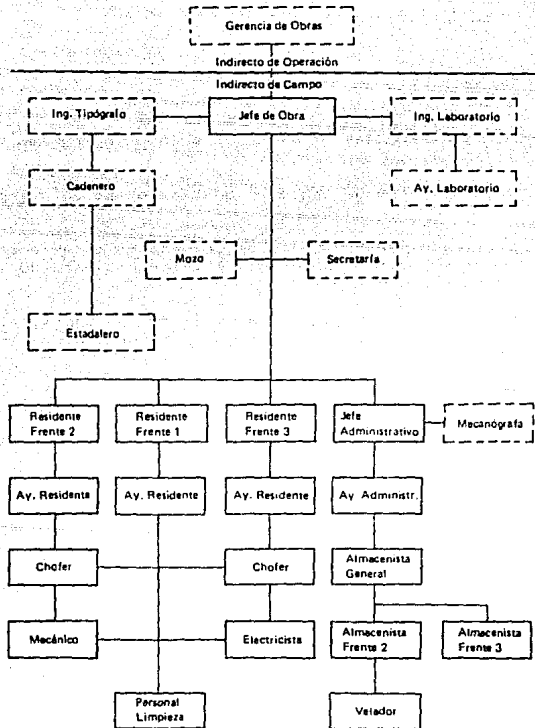 Gerencia de Obras
Indirecto de Operación
Indirecto de Campo
Ing. Tipógrafo
Jefe de Obra
Ing. Laboratorio
Cadenero
Ay. Laboratorio
Mozo
Secretaría
Estadalero
Residente
Frente 2
Residente
Frente 1
Residente
Frente 3
Jefe
Administrativo
Mecanógrafa
Ay. Residente
Ay. Residente
Ay. Residente
Ay Administr.
Chofer
Chofer
Almacenista
General
Mecánico
Electricista
Almacenista
Frente 2
Almacenista
Frente 3
Personal
Limpieza
Velador